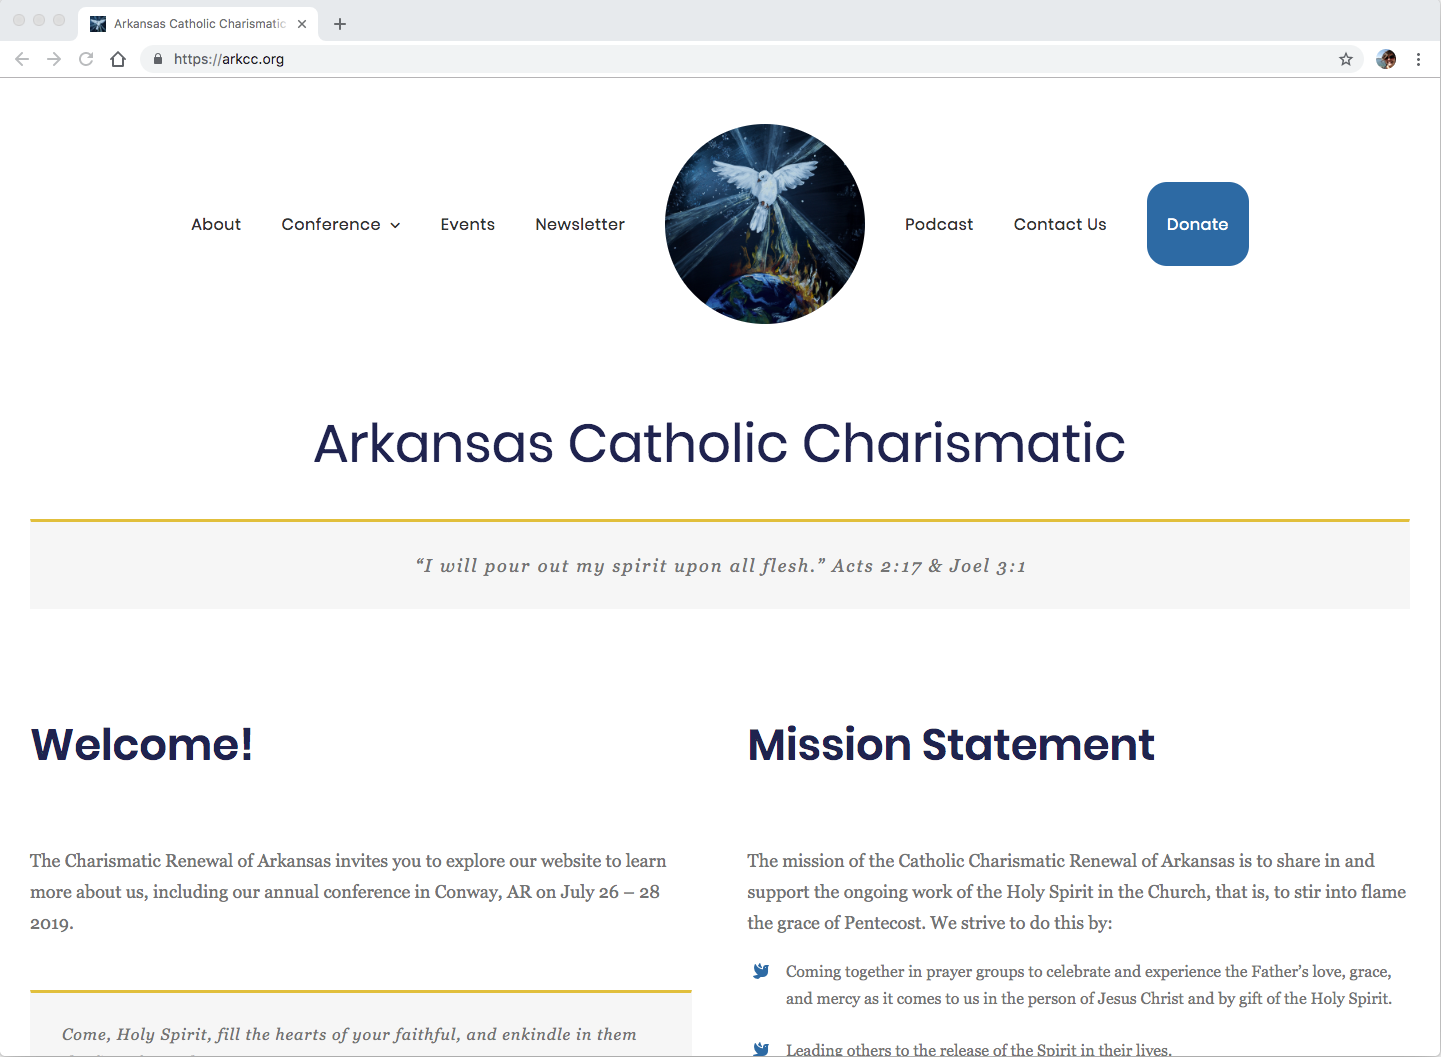 Arkansas Catholic Charismatic
https://arkcc.org
About
Conference
Events
Newsletter
Podcast
Contact Us
Donate
Arkansas Catholic Charismatic
“I will pour out my spirit upon all flesh.” Acts 2:17 & Joel 3:1
Welcome!
The Charismatic Renewal of Arkansas invites you to explore our website to learn
more about us, including our annual conference in Conway, AR on July 26 – 28
2019.
Come, Holy Spirit, fill the hearts of your faithful, and enkindle in them
Mission Statement
The mission of the Catholic Charismatic Renewal of Arkansas is to share in and
support the ongoing work of the Holy Spirit in the Church, that is, to stir into flame
the grace of Pentecost. We strive to do this by:
Coming together in prayer groups to celebrate and experience the Father’s love, grace,
and mercy as it comes to us in the person of Jesus Christ and by gift of the Holy Spirit.
Leading others to the release of the Spirit in their lives.